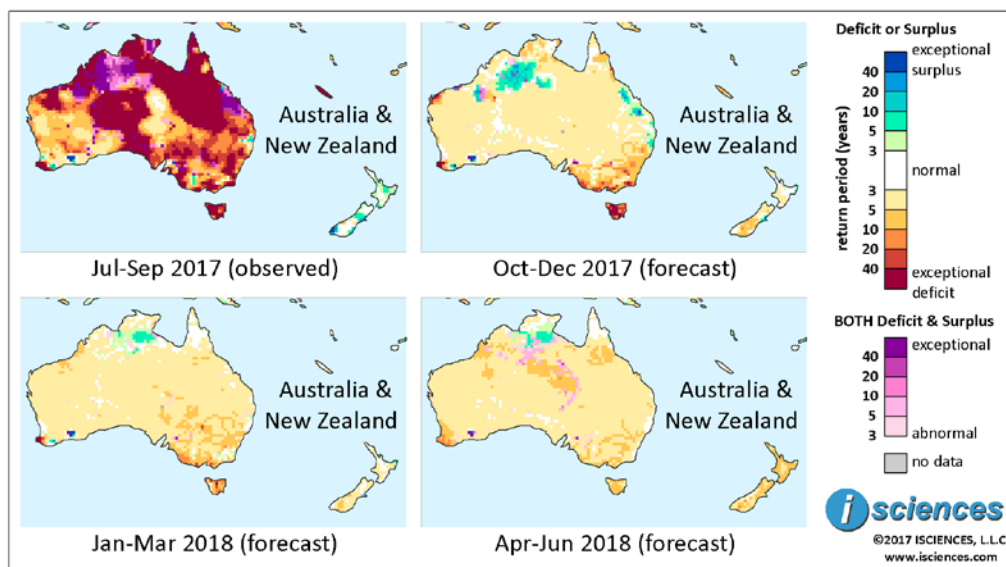 Australia &
New Zealand
Jul-Sep 2017 (observed)
Australia &
New Zealand
Oct-Dec 2017 (forecast)
Australia &
New Zealand
Jan-Mar 2018 (forecast)
Australia &
New Zealand
Apr-Jun 2018 (forecast)
Deficit or Surplus
exceptional
surplus
40
20
10
5
3
normal
3
5
10
20
40
exceptional
deficit
return period (years)
BOTH Deficit & Surplus
exceptional
40
20
10
5
3
abnormal
no data
i sciences
©2017 ISCIENCES, L.L.C
www.isciences.com